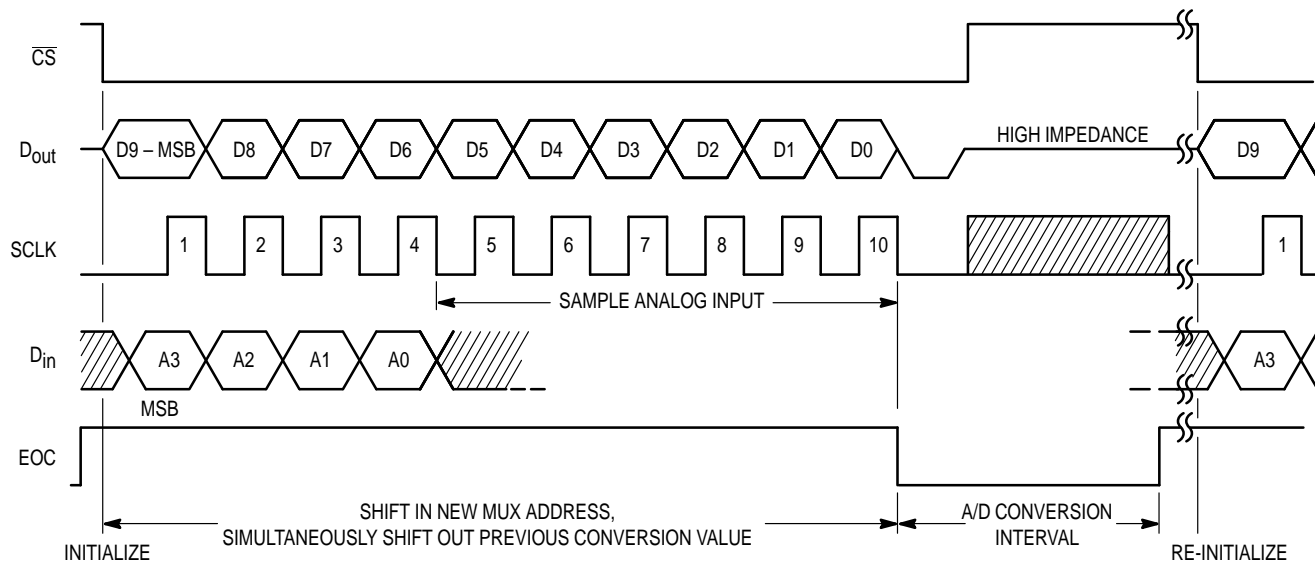 CS
Dout D9 – MSB D8 D7 D6 D5 D4 D3 D2 D1 D0 HIGH IMPEDANCE D9
SCLK 1 2 3 4 5 6 7 8 9 10 1
SAMPLE ANALOG INPUT
Din A3 A2 A1 A0 A3
MSB
EOC
SHIFT IN NEW MUX ADDRESS,
SIMULTANEOUSLY SHIFT OUT PREVIOUS CONVERSION VALUE
A/D CONVERSION
INTERVAL
INITIALIZE
RE-INITIALIZE